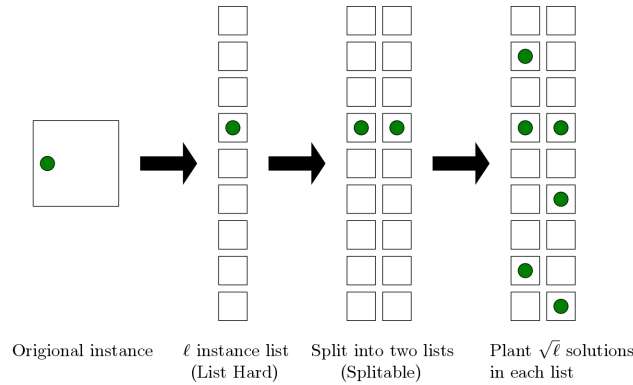 Origional instance
ℓ instance list
(List Hard)
Split into two lists
(Splitable)
Plant √ℓ solutions
in each list